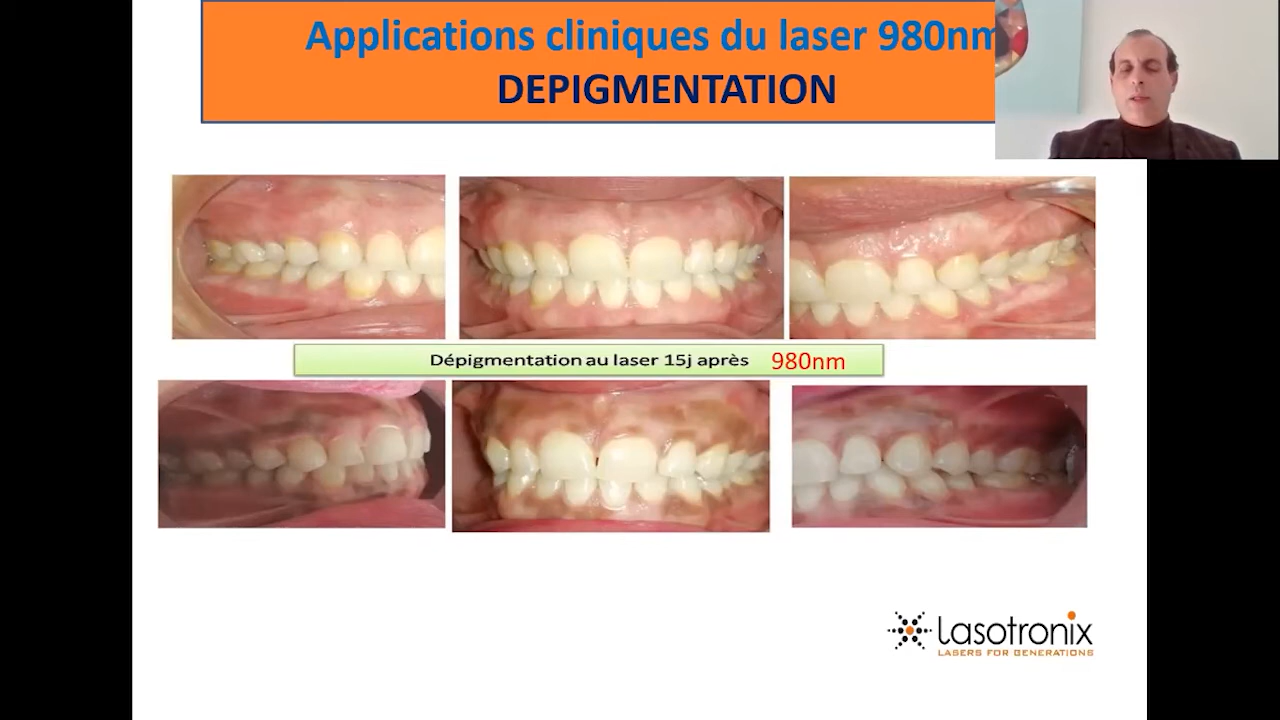 Applications cliniques du laser 980nm
DEPIGMENTATION
Dépigmentation au laser 15j après 980nm
Lasotronix
LASERS FOR GENERATIONS